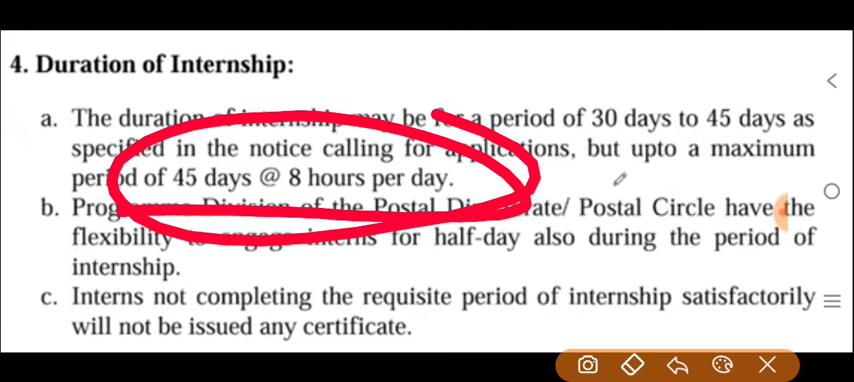 4. Duration of Internship:
a. The duration of internship may be for a period of 30 days to 45 days as
specified in the notice calling for applications, but upto a maximum
period of 45 days @ 8 hours per day.
b. Programme Division of the Postal Directorate/ Postal Circle have the
flexibility to engage interns for half-day also during the period of
internship.
c. Interns not completing the requisite period of internship satisfactorily
will not be issued any certificate.